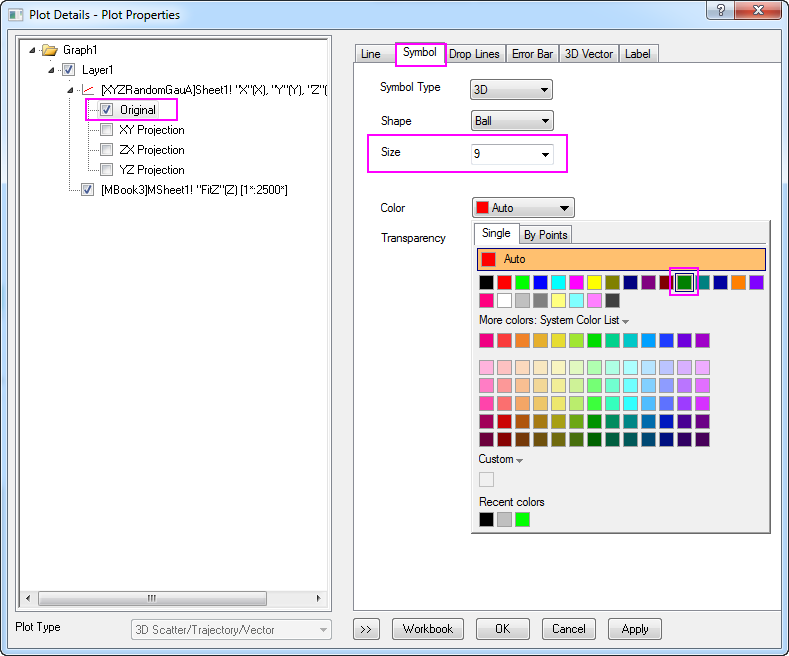 Plot Details - Plot Properties
?
Graph1
Layer1
[XYZRandomGauA]Sheet1! "X"(X), "Y"(Y), "Z"(
Original
XY Projection
ZX Projection
YZ Projection
[MBook3]MSheet1! "FitZ"(Z) [1*:2500*]
Plot Type
3D Scatter/Trajectory/Vector
Line
Symbol
Drop Lines
Error Bar
3D Vector
Label
Symbol Type
3D
Shape
Ball
Size
9
Color
Auto
Transparency
Single
By Points
Auto
More colors: System Color List
Custom
Recent colors
>>
Workbook
OK
Cancel
Apply